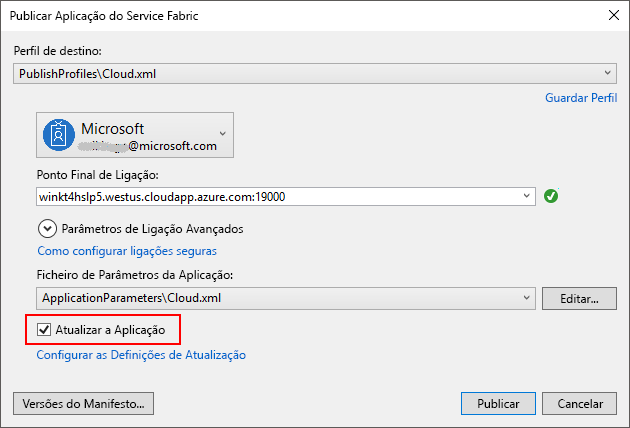 Publicar Aplicação do Service Fabric
Perfil de destino:
PublishProfiles\Cloud.xml
Guardar Perfil
Microsoft
@microsoft.com
Ponto Final de Ligação:
winkt4hslp5.westus.cloudapp.azure.com:19000
Parâmetros de Ligação Avançados
Como configurar ligações seguras
Ficheiro de Parâmetros da Aplicação:
ApplicationParameters\Cloud.xml
Editar...
Atualizar a Aplicação
Configurar as Definições de Atualização
Versões do Manifesto...
Publicar
Cancelar